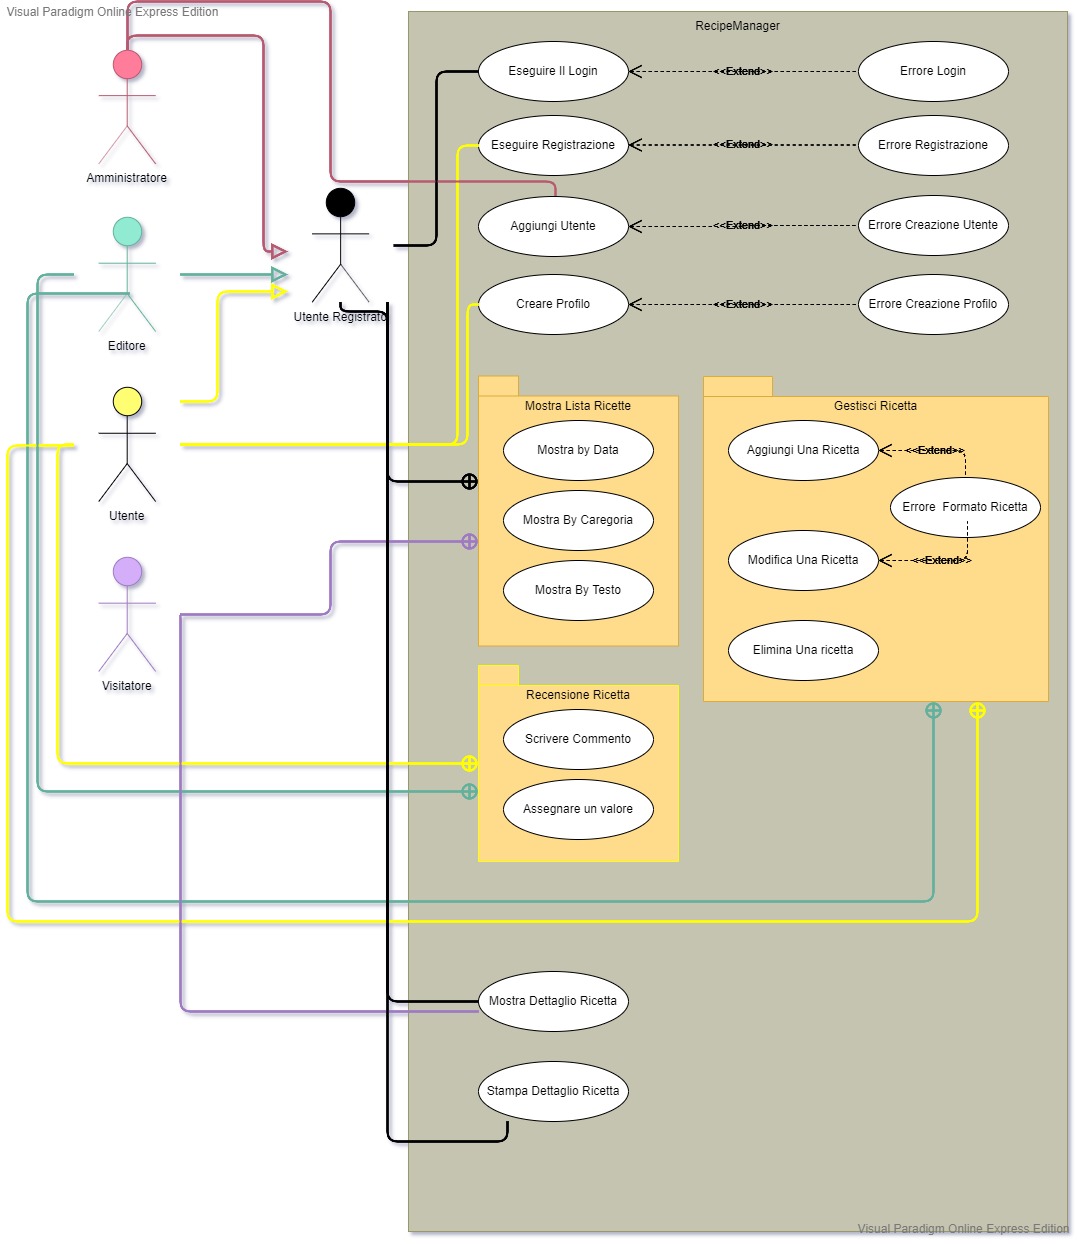 Visual Paradigm Online Express Edition
RecipeManager
Eseguire Il Login
<<Extend>>
Errore Login
Eseguire Registrazione
<<Extend>>
Errore Registrazione
Amministratore
Aggiungi Utente
<<Extend>>
Errore Creazione Utente
Creare Profilo
<<Extend>>
Errore Creazione Profilo
Utente Registrato
Editore
Mostra Lista Ricette
Gestisci Ricetta
Mostra by Data
Aggiungi Una Ricetta
<<Extend>>
Errore  Formato Ricetta
Utente
Mostra By Caregoria
Modifica Una Ricetta
<<Extend>>
Mostra By Testo
Elimina Una ricetta
Visitatore
Recensione Ricetta
Scrivere Commento
Assegnare un valore
Mostra Dettaglio Ricetta
Stampa Dettaglio Ricetta
Visual Paradigm Online Express Edition